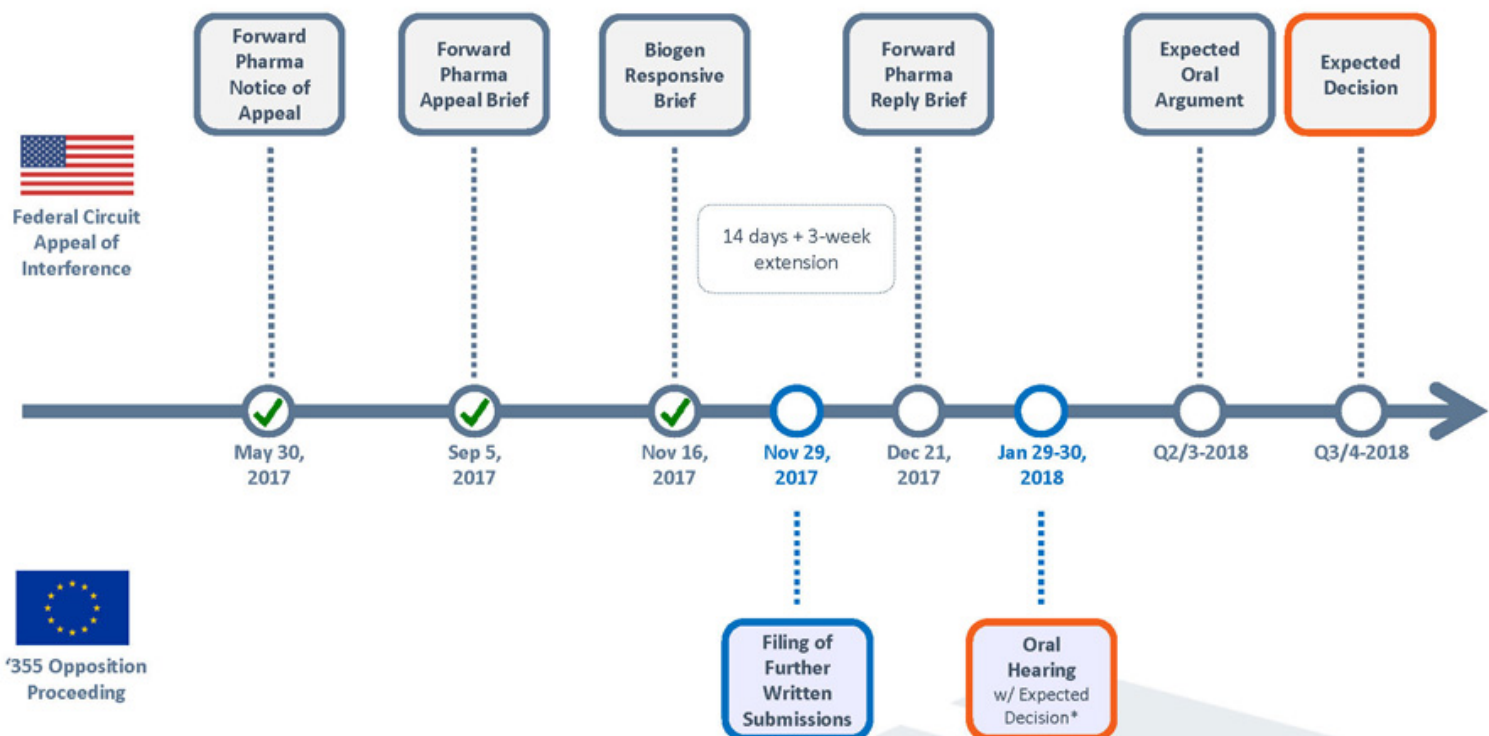 Forward
Pharma
Notice of
Appeal
Forward
Pharma
Appeal Brief
Biogen
Responsive
Brief
Forward
Pharma
Reply Brief
Expected
Oral
Argument
Expected
Decision
Federal Circuit
Appeal of
Interference
14 days + 3-week
extension
May 30,
2017
Sep 5,
2017
Nov 16,
2017
Nov 29,
2017
Dec 21,
2017
Jan 29-30,
2018
Q2/3-2018
Q3/4-2018
‘355 Opposition
Proceeding
Filing of
Further
Written
Submissions
Oral
Hearing
w/ Expected
Decision*